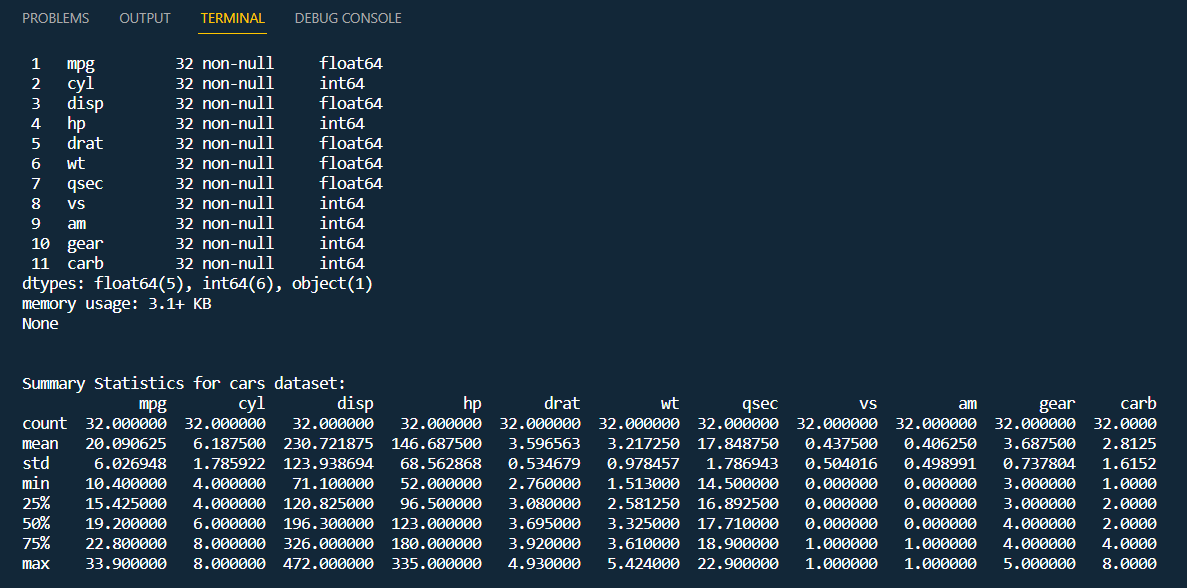 PROBLEMS OUTPUT TERMINAL DEBUG CONSOLE
1 mpg 32 non-null float64
2 cyl 32 non-null int64
3 disp 32 non-null float64
4 hp 32 non-null int64
5 drat 32 non-null float64
6 wt 32 non-null float64
7 qsec 32 non-null float64
8 vs 32 non-null int64
9 am 32 non-null int64
10 gear 32 non-null int64
11 carb 32 non-null int64
dtypes: float64(5), int64(6), object(1)
memory usage: 3.1+ KB
None
Summary Statistics for cars dataset:
mpg cyl disp hp drat wt qsec vs am gear carb
count 32.000000 32.000000 32.000000 32.000000 32.000000 32.000000 32.000000 32.000000 32.000000 32.000000 32.0000
mean 20.090625 6.187500 230.721875 146.687500 3.596563 3.217250 17.848750 0.437500 0.406250 3.687500 2.8125
std 6.026948 1.785922 123.938694 68.562868 0.534679 0.978457 1.786943 0.504016 0.498991 0.737804 1.6152
min 10.400000 4.000000 71.100000 52.000000 2.760000 1.513000 14.500000 0.000000 0.000000 3.000000 1.0000
25% 15.425000 4.000000 120.825000 96.500000 3.080000 2.581250 16.892500 0.000000 0.000000 3.000000 2.0000
50% 19.200000 6.000000 196.300000 123.000000 3.695000 3.325000 17.710000 0.000000 0.000000 4.000000 2.0000
75% 22.800000 8.000000 326.000000 180.000000 3.920000 3.610000 18.900000 1.000000 1.000000 4.000000 4.0000
max 33.900000 8.000000 472.000000 335.000000 4.930000 5.424000 22.900000 1.000000 1.000000 5.000000 8.0000